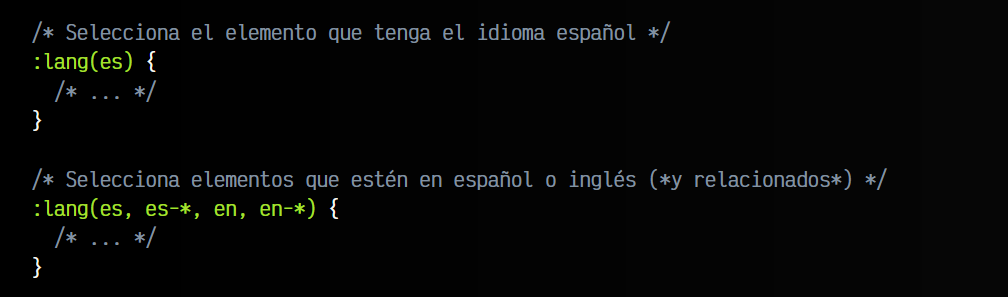 /* Selecciona el elemento que tenga el idioma español */
:lang(es) {
  /* ... */
}

/* Selecciona elementos que estén en español o inglés (*y relacionados*) */
:lang(es, es-*, en, en-*) {
  /* ... */
}